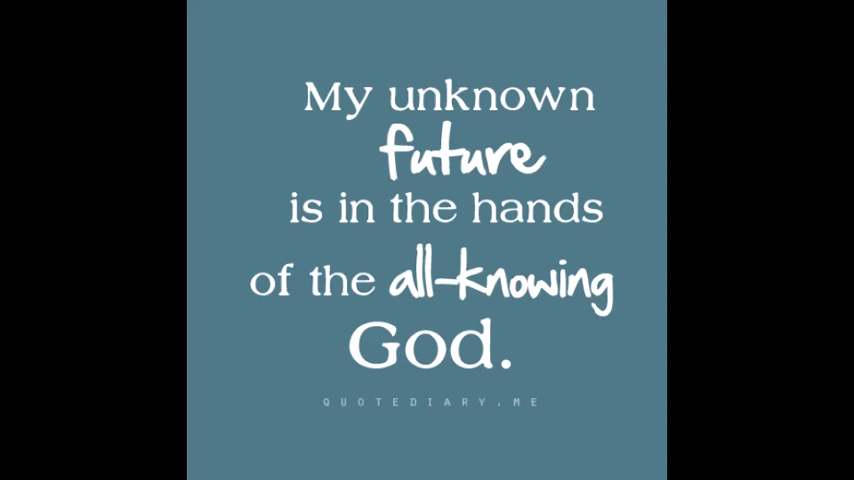 My unknown
future
is in the hands
of the all-knowing
God.
QUOTEDIARY.ME